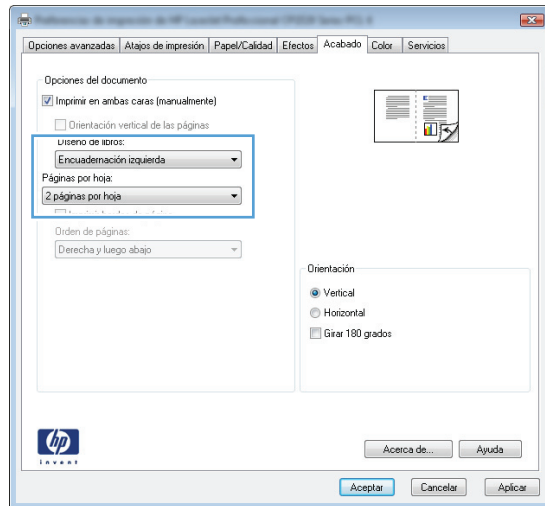 Opciones avanzadas Atajos de impresión Papel/Calidad Efectos Acabado Color Servicios
Opciones del documento
Imprimir en ambas caras (manualmente)
Orientación vertical de las páginas
Diseño de libros:
Encuadernación izquierda
Páginas por hoja:
2 páginas por hoja
Orden de páginas:
Derecha y luego abajo
Orientación
Vertical
Horizontal
Girar 180 grados
hp
invent
Acerca de... Ayuda
Aceptar Cancelar Aplicar